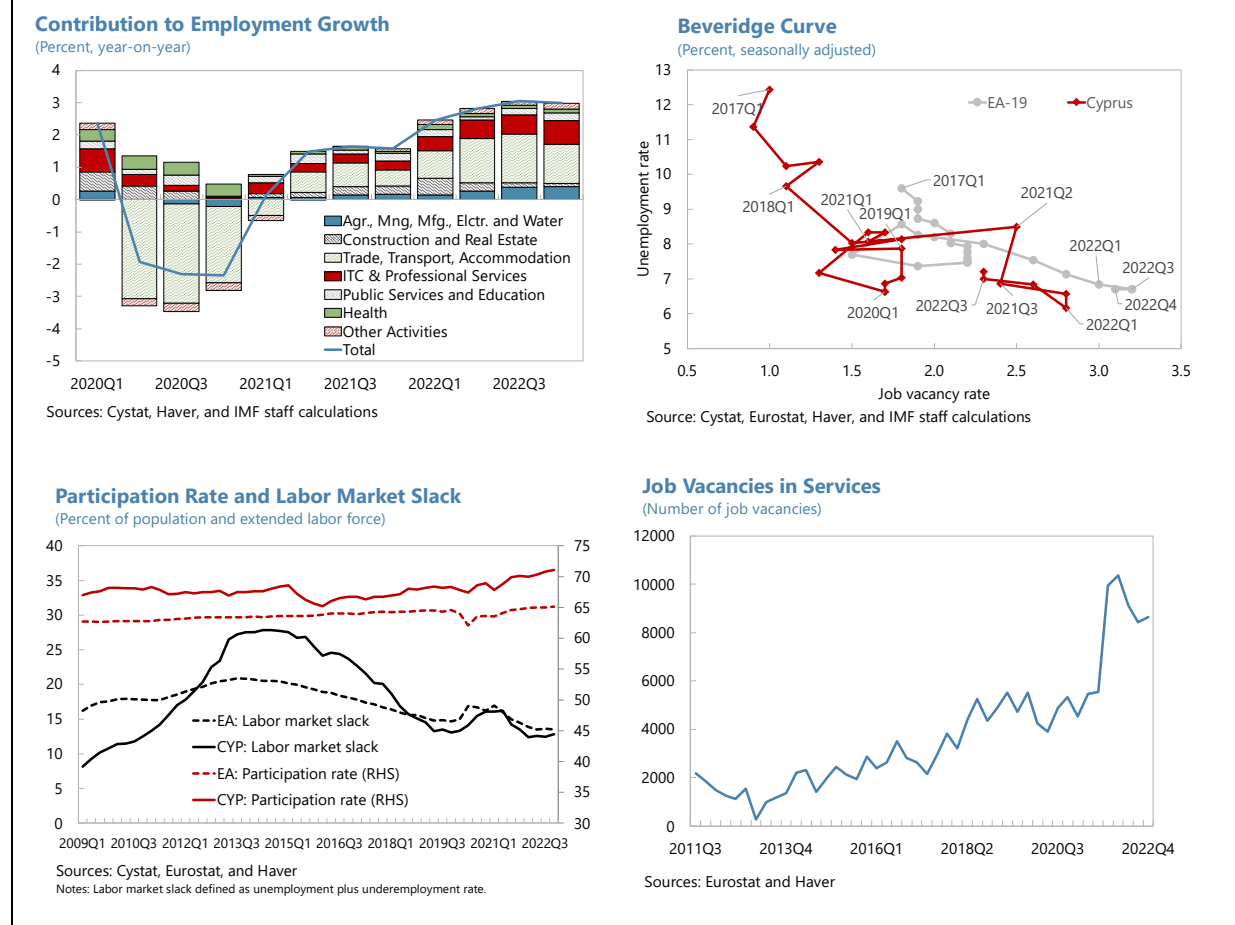 Contribution to Employment Growth
(Percent, year-on-year)
4
3
2
1
0
-1
-2
-3
-4
-5
Agr., Mng, Mfg., Elctr. and Water
Construction and Real Estate
Trade, Transport, Accommodation
ITC & Professional Services
Public Services and Education
Health
Other Activities
Total
2020Q1 2020Q3 2021Q1 2021Q3 2022Q1 2022Q3
Sources: Cystat, Haver, and IMF staff calculations
Beveridge Curve
(Percent, seasonally adjusted)
Unemployment rate
13
12
11
10
9
8
7
6
5
EA-19 Cyprus
2017Q1
2018Q1
2021Q1
2019Q1
2017Q1
2021Q2
2022Q1
2022Q3
2020Q1
2022Q3
2021Q3
2022Q4
2022Q1
0.5 1.0 1.5 2.0 2.5 3.0 3.5
Job vacancy rate
Source: Cystat, Eurostat, Haver, and IMF staff calculations
Participation Rate and Labor Market Slack
(Percent of population and extended labor force)
40
35
30
25
20
15
10
5
0
75
70
65
60
55
50
45
40
35
30
EA: Labor market slack
CYP: Labor market slack
EA: Participation rate (RHS)
CYP: Participation rate (RHS)
2009Q1 2010Q3 2012Q1 2013Q3 2015Q1 2016Q3 2018Q1 2019Q3 2021Q1 2022Q3
Sources: Cystat, Eurostat, and Haver
Notes: Labor market slack defined as unemployment plus underemployment rate.
Job Vacancies in Services
(Number of job vacancies)
12000
10000
8000
6000
4000
2000
0
2011Q3 2013Q4 2016Q1 2018Q2 2020Q3 2022Q4
Sources: Eurostat and Haver